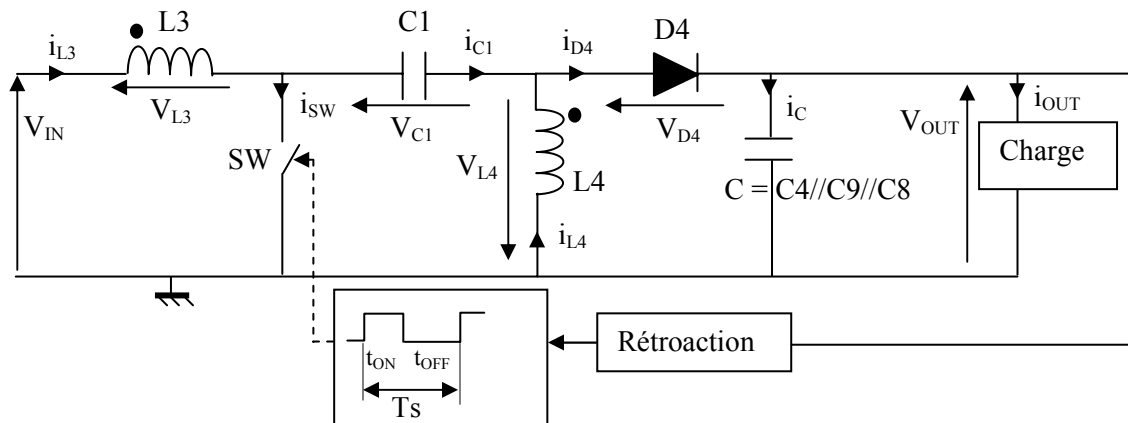 L3
C1
D4
iL3
iC1
iD4
VL3
iSW
VC1
VD4
iC
iOUT
VIN
VOUT
SW
VL4
L4
Charge
C = C4//C9//C8
iL4
tON
tOFF
Ts
Rétroaction